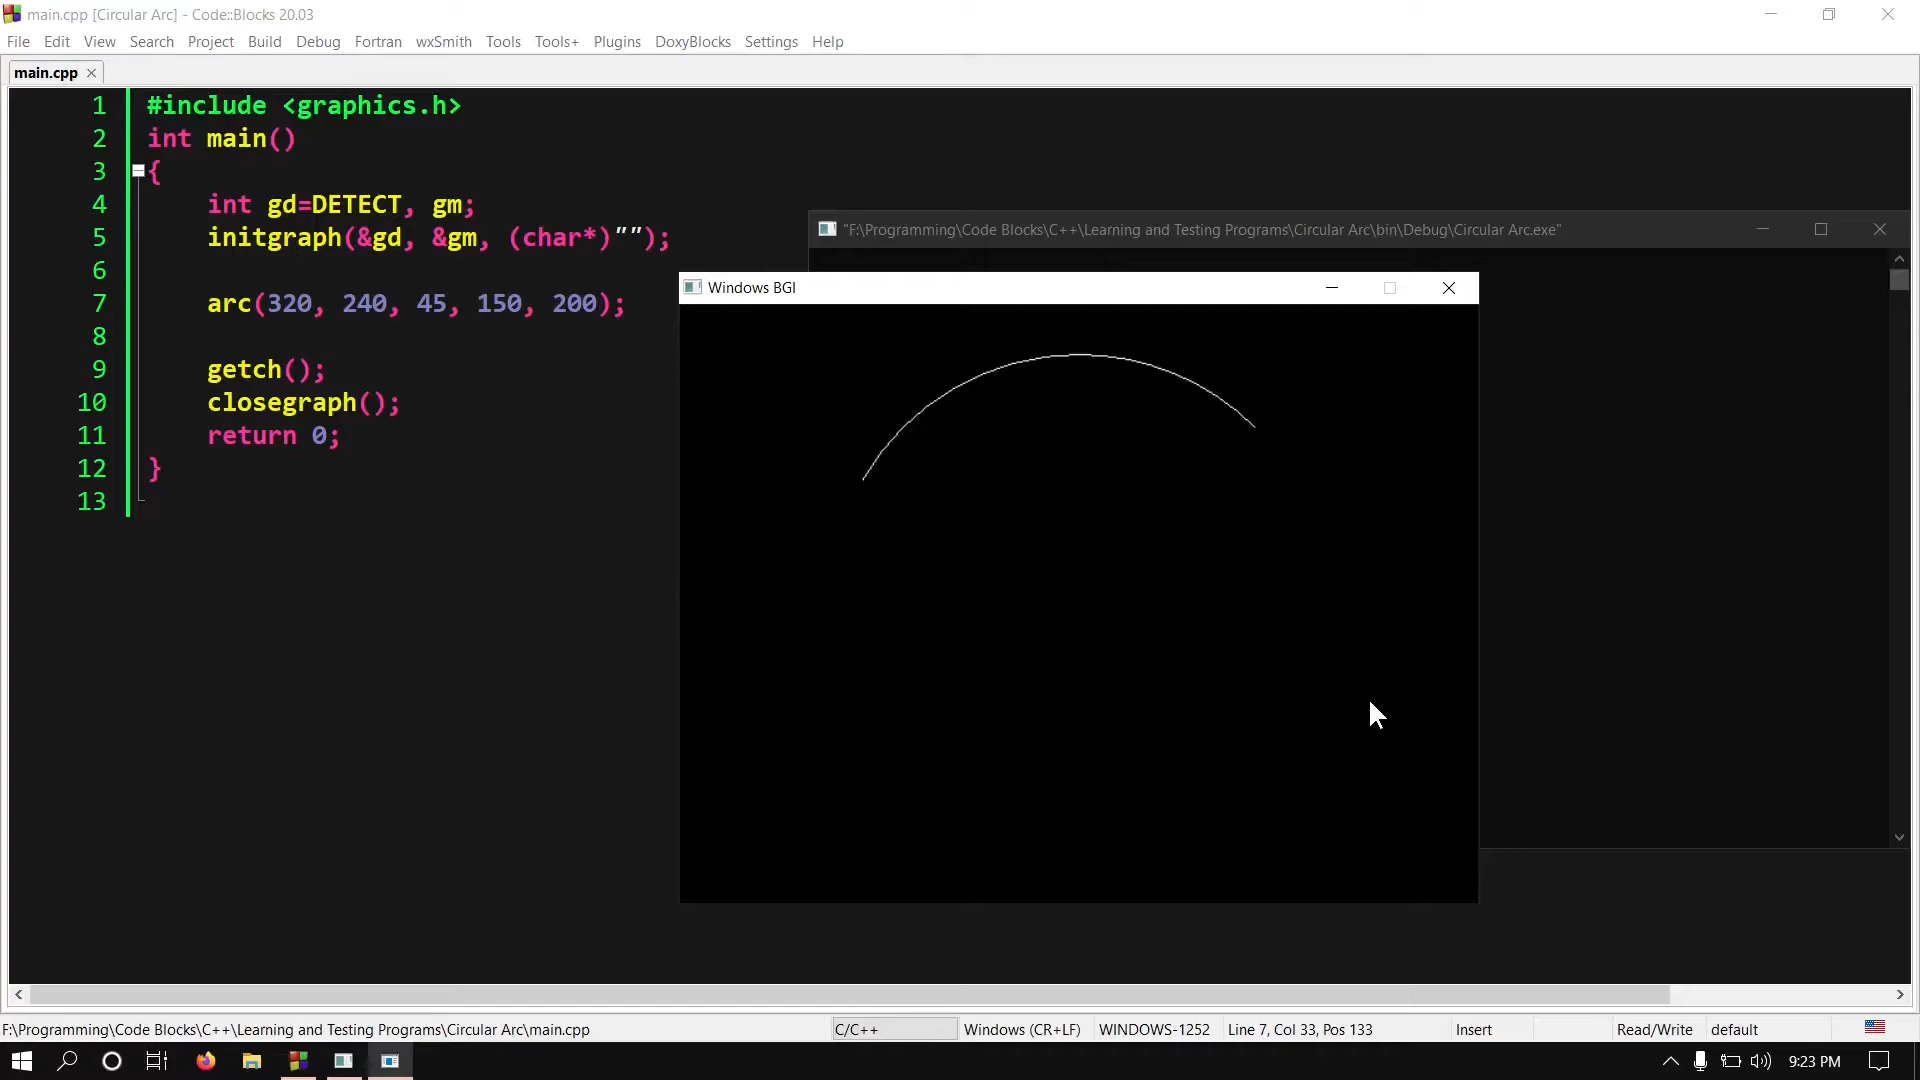 main.cpp [Circular Arc] - Code::Blocks 20.03
File Edit View Search Project Build Debug Fortran wxSmith Tools Tools+ Plugins DoxyBlocks Settings Help
main.cpp
1 #include <graphics.h>
2 int main()
3 {
4 int gd=DETECT, gm;
5 initgraph(&gd, &gm, (char*)"");
6
7 arc(320, 240, 45, 150, 200);
8
9 getch();
10 closegraph();
11 return 0;
12 }
13
"F:\Programming\Code Blocks\C++\Learning and Testing Programs\Circular Arc\bin\Debug\Circular Arc.exe"
Windows BGI
F:\Programming\Code Blocks\C++\Learning and Testing Programs\Circular Arc\main.cpp C/C++ Windows (CR+LF) WINDOWS-1252 Line 7, Col 33, Pos 133 Insert Read/Write default
9:23 PM